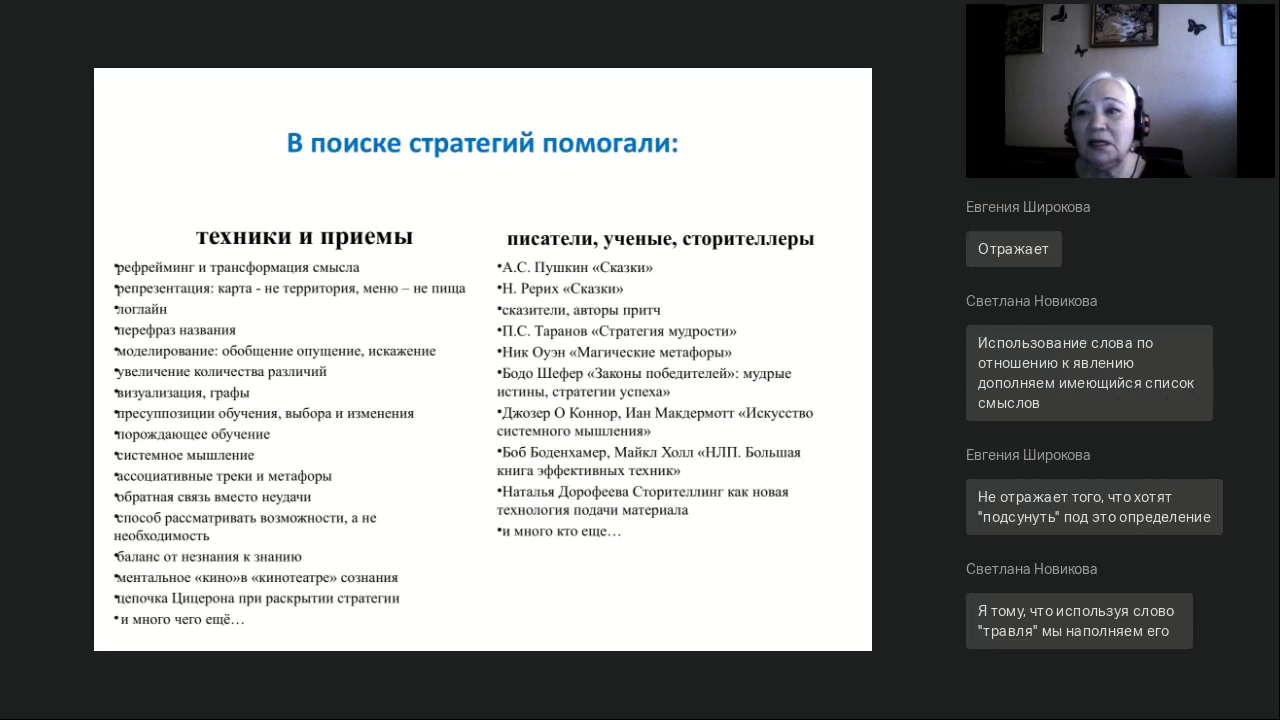 В поиске стратегий помогали:
техники и приемы
•рефрейминг и трансформация смысла
•репрезентация: карта - не территория, меню – не пища
•логлайн
•перефраз названия
•моделирование: обобщение опущение, искажение
•увеличение количества различий
•визуализация, графы
•пресуппозиции обучения, выбора и изменения
•порождающее обучение
•системное мышление
•ассоциативные треки и метафоры
•обратная связь вместо неудачи
•способ рассматривать возможности, а не
необходимость
•баланс от незнания к знанию
•ментальное «кино»в «кинотеатре» сознания
•цепочка Цицерона при раскрытии стратегии
•и много чего ещё…
писатели, ученые, сторителлеры
•А.С. Пушкин «Сказки»
•Н. Рерих «Сказки»
•сказители, авторы притч
•П.С. Таранов «Стратегия мудрости»
•Ник Оуэн «Магические метафоры»
•Бодо Шефер «Законы победителей»: мудрые
истины, стратегии успеха»
•Джозер О Коннор, Иан Макдермотт «Искусство
системного мышления»
•Боб Боденхамер, Майкл Холл «НЛП. Большая
книга эффективных техник»
•Наталья Дорофеева Сторителлинг как новая
технология подачи материала
•и много кто еще…
Евгения Широкова
Отражает
Светлана Новикова
Использование слова по
отношению к явлению
дополняем имеющийся список
смыслов
Евгения Широкова
Не отражает того, что хотят
"подсунуть" под это определение
Светлана Новикова
Я тому, что используя слово
"травля" мы наполняем его